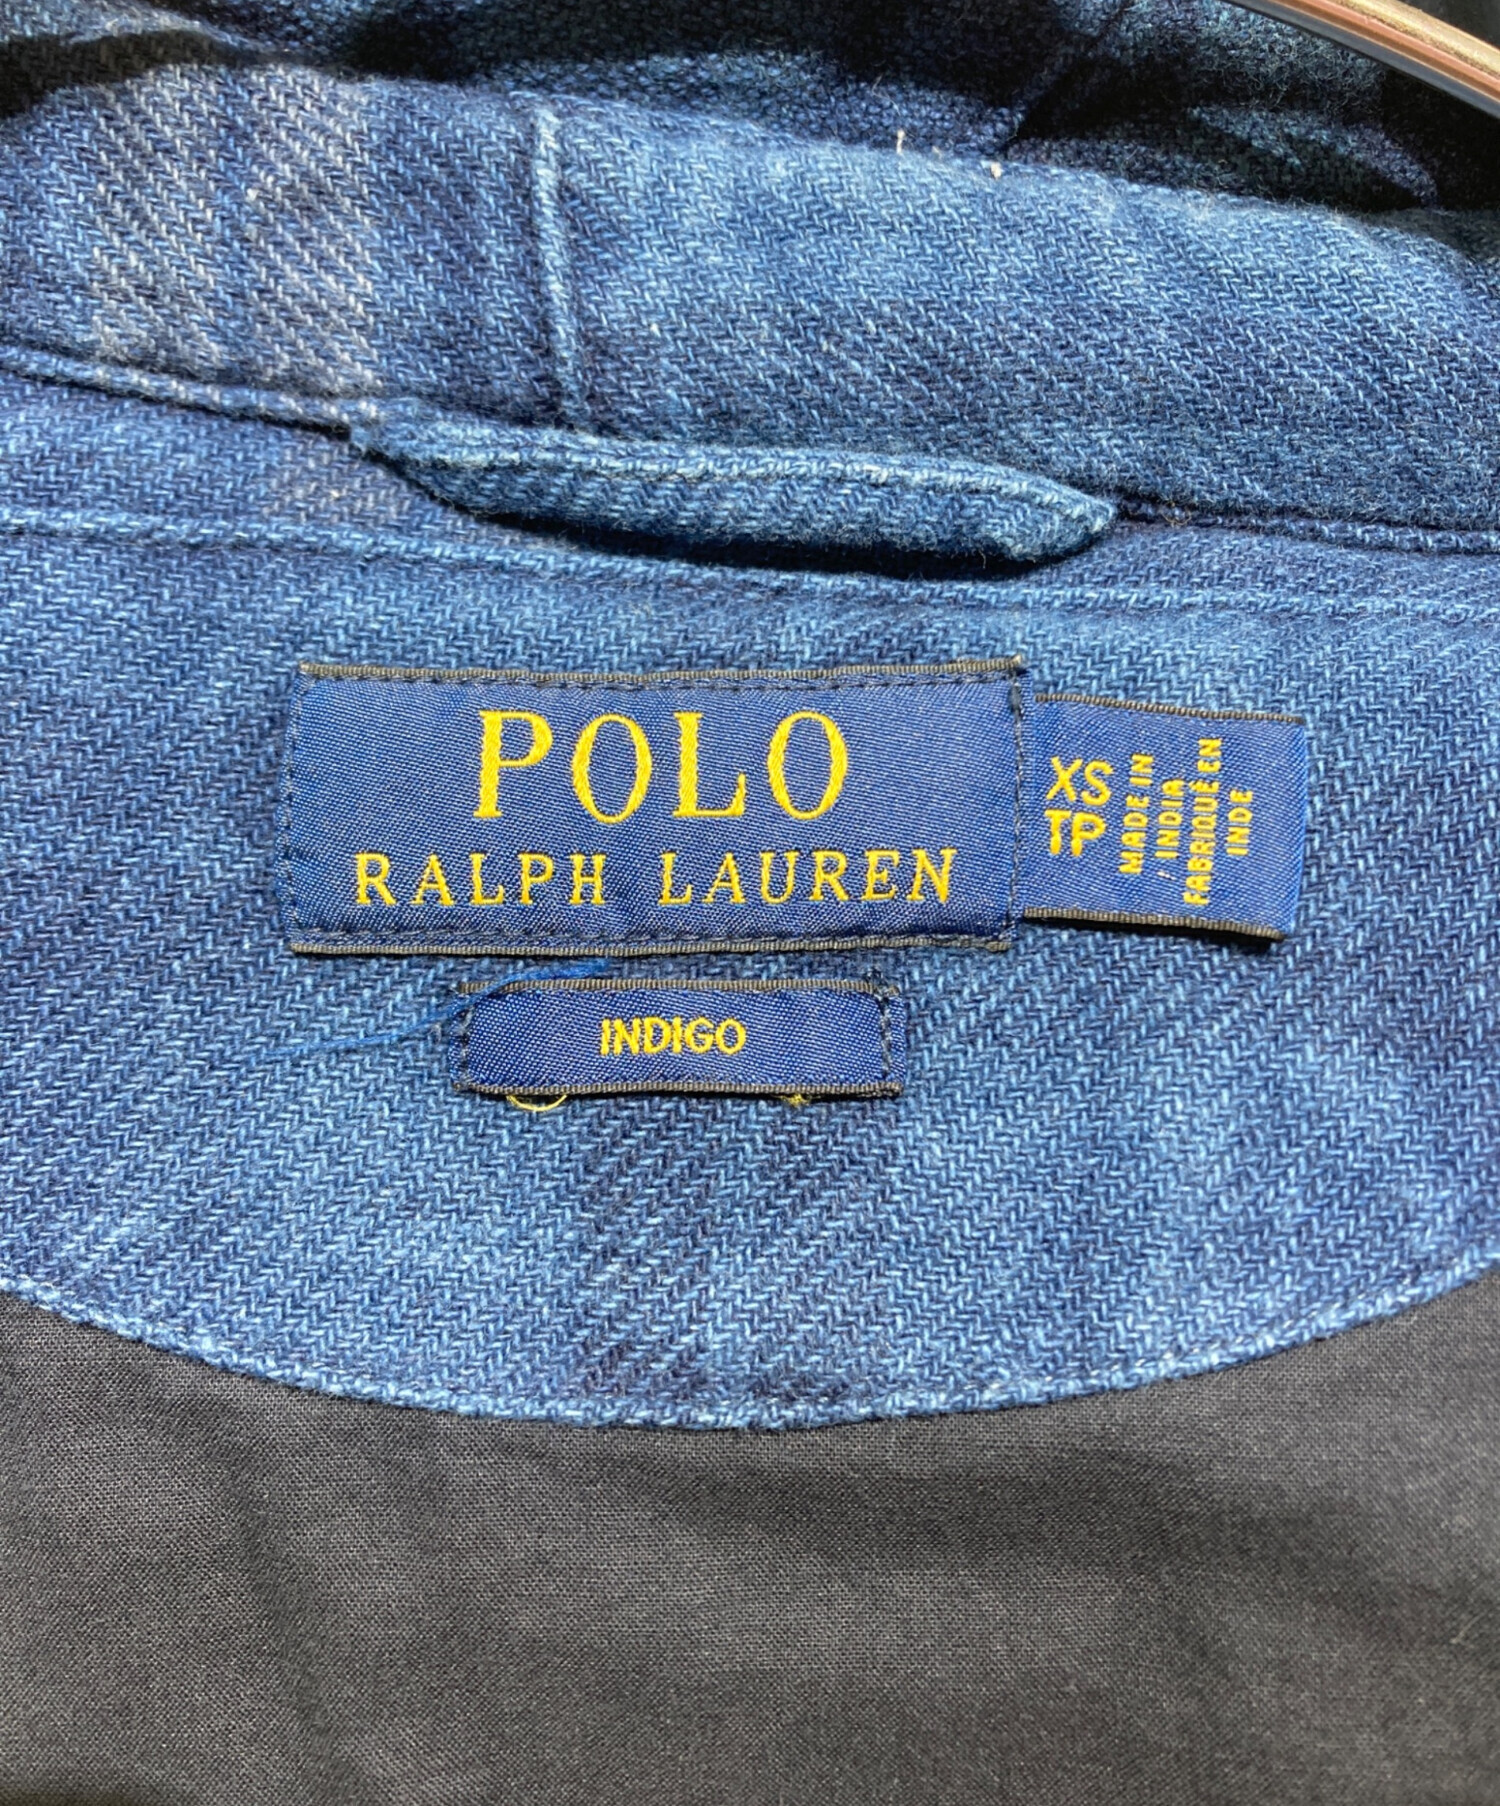 POLO
RALPH LAUREN
XS
TP
MADE IN
INDIA
FABRIQUÉ EN
INDE
INDIGO